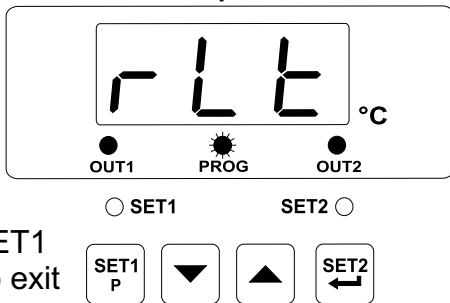 rLt
°C
OUT1 PROG OUT2
SET1 SET2
SET1 P SET2
exit